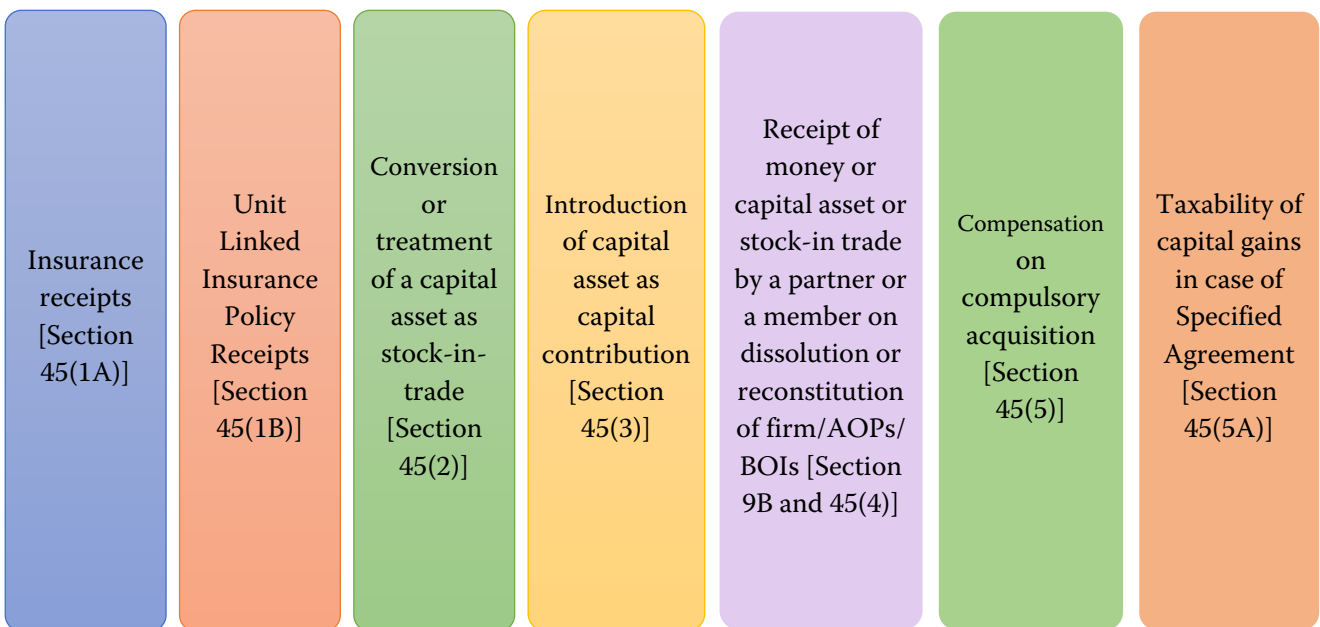 Insurance
receipts
[Section
45(1A)]
Unit
Linked
Insurance
Policy
Receipts
[Section
45(1B)]
Conversion
or
treatment
of a capital
asset as
stock-in-
trade
[Section
45(2)]
Introduction
of capital
asset as
capital
contribution
[Section
45(3)]
Receipt of
money or
capital asset or
stock-in trade
by a partner or
a member on
dissolution or
reconstitution
of firm/AOPs/
BOIs [Section
9B and 45(4)]
Compensation
on
compulsory
acquisition
[Section
45(5)]
Taxability of
capital gains
in case of
Specified
Agreement
[Section
45(5A)]